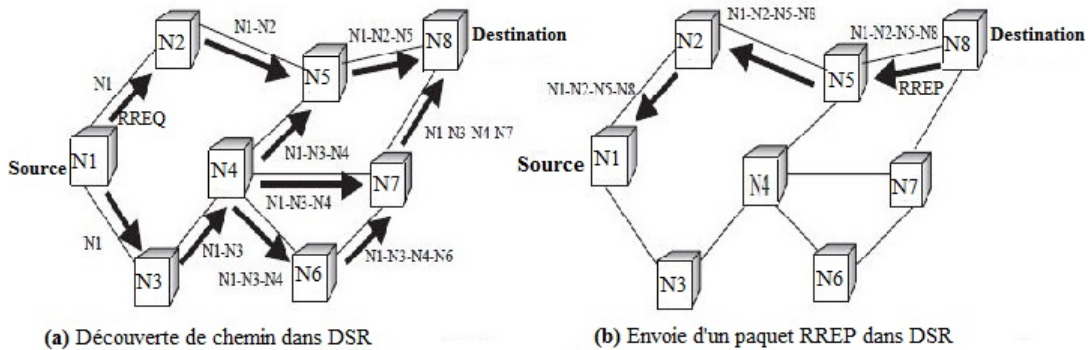 N2
N1-N2
N1-N2-N5
N8
Destination
N5
N1
RREQ
N1
Source
N4
N1-N3-N4
N1-N3-N4
N7
N1-N3-N4-N7
N1
N3
N1-N3
N1-N3-N4
N6
N1-N3-N4-N6
(a) Découverte de chemin dans DSR
N1-N2-N5-N8
N2
N1-N2-N5-N8
N8
Destination
N5
RREP
N1-N2-N5-N8
N1
Source
N4
N7
N3
N6
(b) Envoie d'un paquet RREP dans DSR